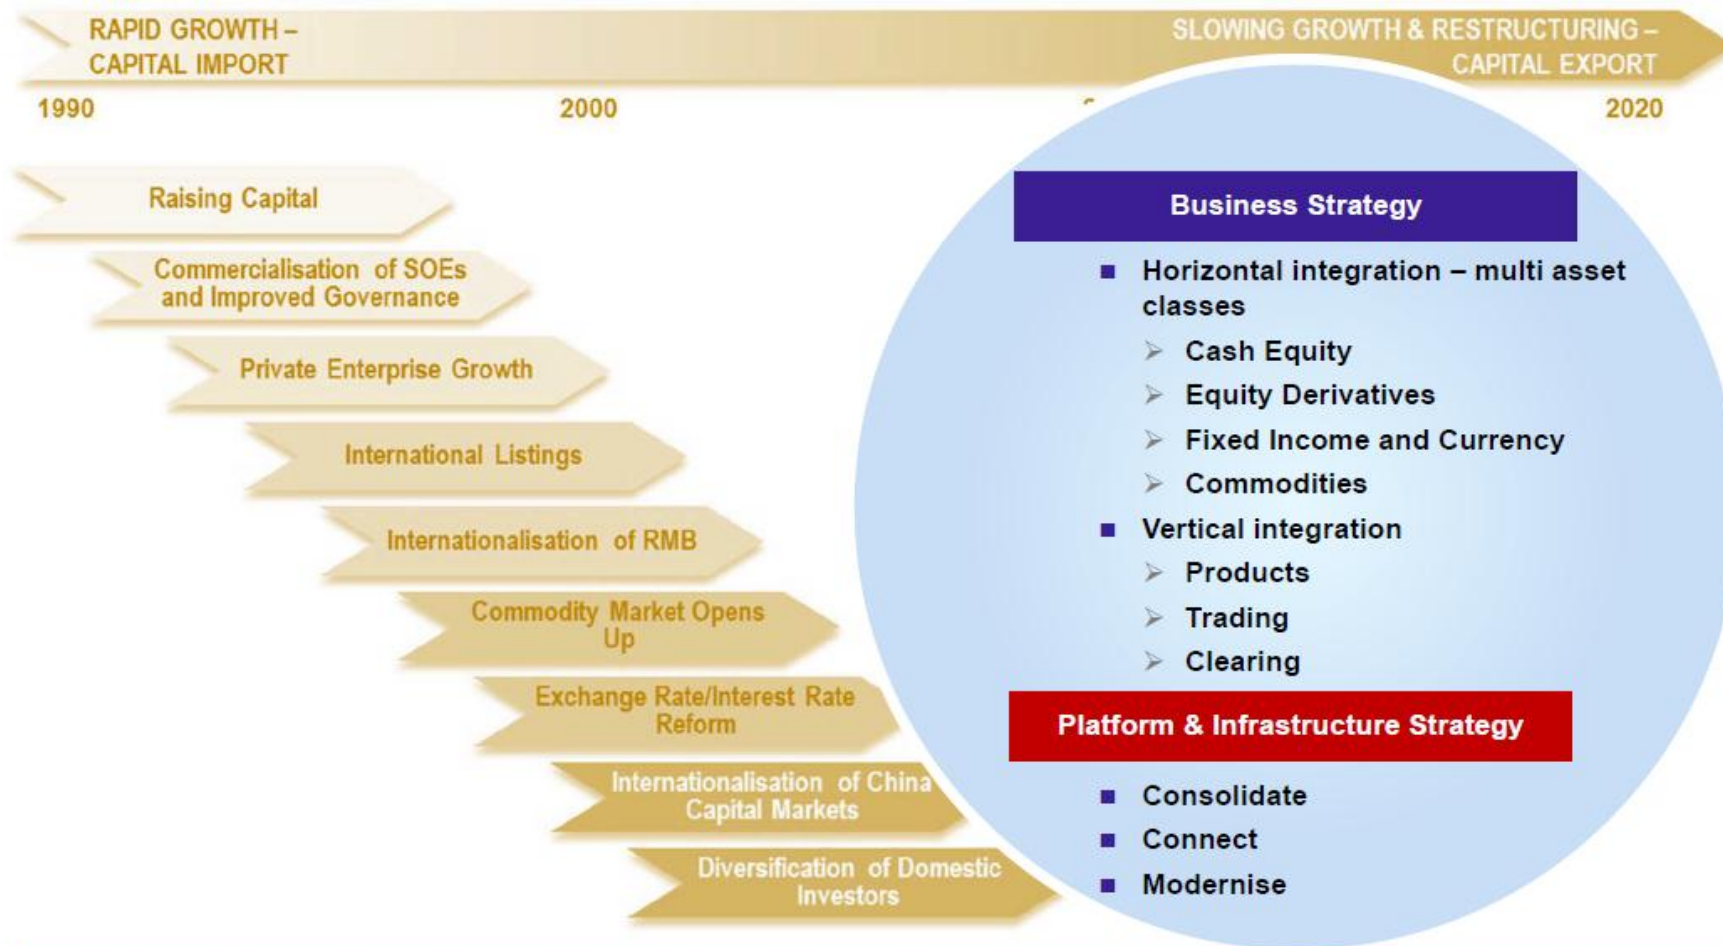 RAPID GROWTH –
CAPITAL IMPORT
SLOWING GROWTH & RESTRUCTURING –
CAPITAL EXPORT
1990
2000
2020
Raising Capital
Commercialisation of SOEs
and Improved Governance
Private Enterprise Growth
International Listings
Internationalisation of RMB
Commodity Market Opens
Up
Exchange Rate/Interest Rate
Reform
Internationalisation of China
Capital Markets
Diversification of Domestic
Investors
Business Strategy
Horizontal integration – multi asset
classes
Cash Equity
Equity Derivatives
Fixed Income and Currency
Commodities
Vertical integration
Products
Trading
Clearing
Platform & Infrastructure Strategy
Consolidate
Connect
Modernise